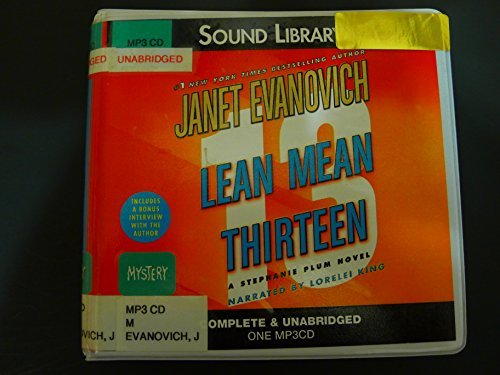 SOUND LIBRARY
MP3 CD
GED
UNABRIDGED
#1 NEW YORK TIMES BESTSELLING AUTHOR
JANET EVANOVICH
13
LEAN MEAN
THIRTEEN
A STEPHANIE PLUM NOVEL
NARRATED BY LORELEI KING
INCLUDES
A BONUS
INTERVIEW
WITH THE
AUTHOR
MYSTERY
MP3 CD
M
EVANOVICH, J
OVICH, J
COMPLETE & UNABRIDGED
ONE MP3CD